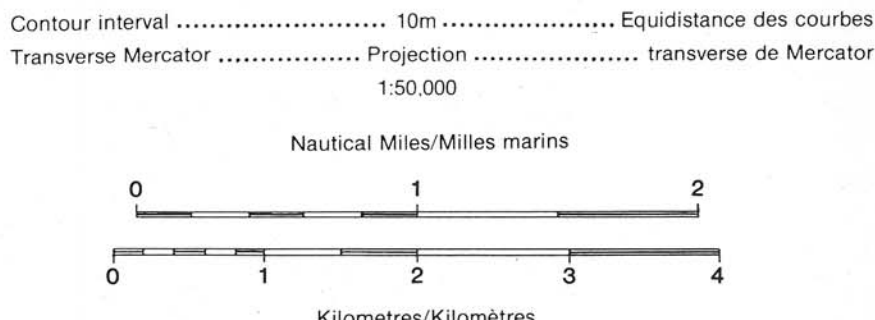 Contour interval ........................ 10m .................... Equidistance des courbes
Transverse Mercator ................. Projection ................... transverse de Mercator
1:50,000
Nautical Miles/Milles marins
0 1 2
0 1 2 3 4
Kilometres/Kilomètres